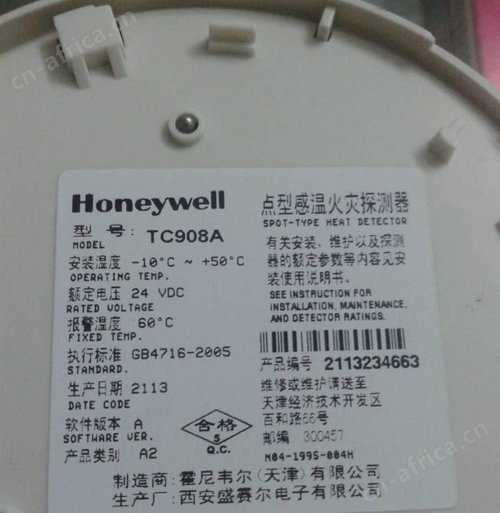 Honeywell
点型感温火灾探测器
SPOT-TYPE HEAT DETECTOR
型号: TC908A
MODEL
安装温度 -10°C ~ +50°C
OPERATING TEMP.
额定电压 24 VDC
RATED VOLTAGE
报警温度 60°C
FIXED TEMP.
执行标准 GB4716-2005
STANDARD.
生产日期 2113
DATE CODE
软件版本 A
SOFTWARE VER.
产品类别 A2
合格
5
Q.C.
有关安装、维护以及探测
器的额定参数等内容见安
装使用说明书。
SEE INSTRUCTION FOR
INSTALLATION, MAINTENANCE,
AND DETECTOR RATINGS.
产品编号 2113234663
维修或维护请送至
天津经济技术开发区
百和路66号
邮编 300457
M04-1995-004H
制造商: 霍尼韦尔(天津)有限公司
生产厂: 西安盛赛尔电子有限公司
cn-africa.cn